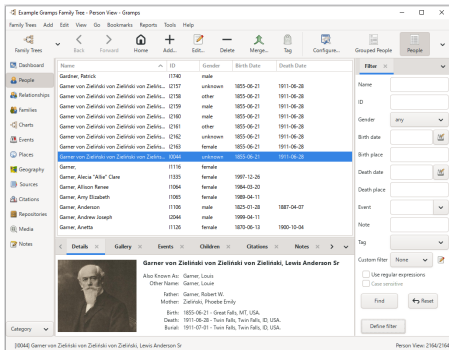 Example Gramps Family Tree - Person View - Gramps
Family Trees Add Edit View Go Bookmarks Reports Tools Help
Family Trees Back Forward Home Add... Edit... Delete Merge... Tag Configure... Grouped People People
Dashboard
People
Relationships
Families
Charts
Events
Places
Geography
Sources
Citations
Repositories
Media
Notes
Category
Name ID Gender Birth Date Death Date
Gardner, Patrick I1740 male
Garner von Zieliński von Zieliński von Zielińs... I2157 unknown 1855-06-21 1911-06-28
Garner von Zieliński von Zieliński von Zielińs... I2158 other 1855-06-21 1911-06-28
Garner von Zieliński von Zieliński von Zielińs... I2159 male 1855-06-21 1911-06-28
Garner von Zieliński von Zieliński von Zielińs... I2160 male 1855-06-21 1911-06-28
Garner von Zieliński von Zieliński von Zielińs... I2161 other 1855-06-21 1911-06-28
Garner von Zieliński von Zieliński von Zielińs... I2162 unknown 1855-06-21 1911-06-28
Garner von Zieliński von Zieliński von Zielińs... I2163 female 1855-06-21 1911-06-28
Garner von Zieliński von Zieliński von Zielińs... I0044 unknown 1855-06-21 1911-06-28
Garner, I1116 female
Garner, Alecia "Allie" Clare I1335 female 1997-12-26
Garner, Allison Renee I1064 female 1984-03-20
Garner, Amy Elizabeth I1065 female 1989-04-11
Garner, Anderson I1106 male 1825-01-28 1887-04-07
Garner, Andrew Joseph I2044 male 1999-04-11
Garner, Anetta I1126 female 1870-06-13 1900-10-04
Details Gallery Events Children Citations Notes
Garner von Zieliński von Zieliński von Zieliński, Lewis Anderson Sr
Also Known As: Garner, Louis
Other Name: Garner, Louie
Father: Garner, Robert W.
Mother: Zielinski, Phoebe Emily
Birth: 1855-06-21 - Great Falls, MT, USA.
Death: 1911-06-28 - Twin Falls, Twin Falls, ID, USA.
Burial: 1911-07-01 - Twin Falls, Twin Falls, ID, USA.
Filter
Name
ID
Gender any
Birth date
Birth place
Death date
Death place
Event
Note
Tag
Custom filter None
Use regular expressions
Case sensitive
Find Reset
Define filter
[I0044] Garner von Zieliński von Zieliński von Zieliński, Lewis Anderson Sr
Person View: 2164/2164